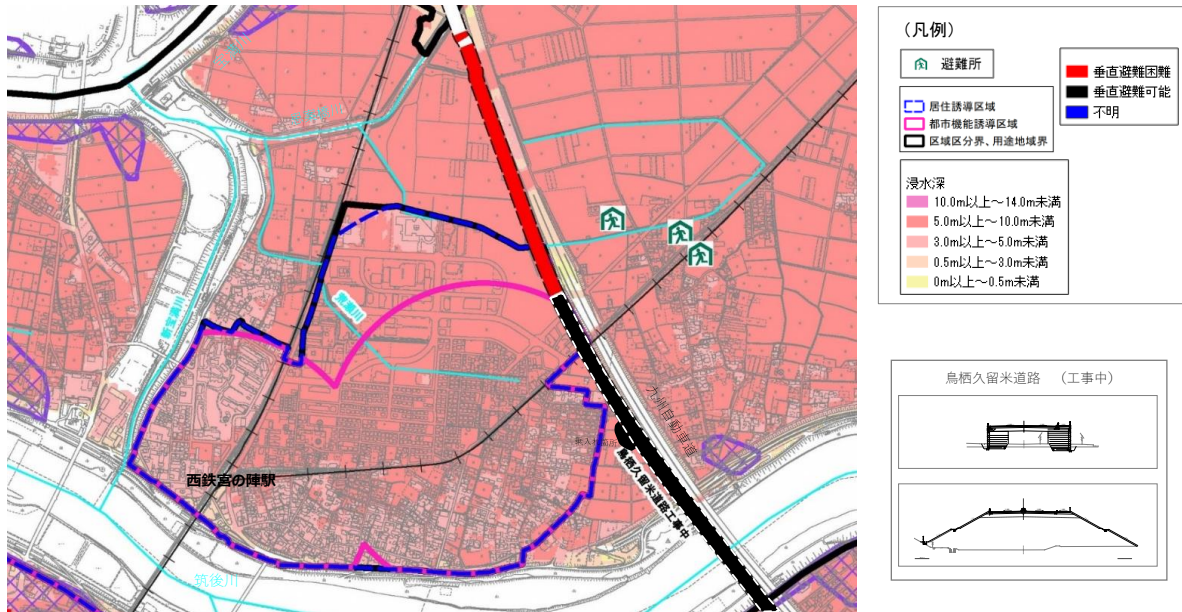 宝満川
九州自動車道
西鉄宮の陣駅
鳥栖久留米道路工事中
筑後川
(凡例)
避難所
居住誘導区域
都市機能誘導区域
区域区分界、用途地域界
垂直避難困難
垂直避難可能
不明
浸水深
10.0m以上~14.0m未満
5.0m以上~10.0m未満
3.0m以上~5.0m未満
0.5m以上~3.0m未満
0m以上~0.5m未満
鳥栖久留米道路 (工事中)